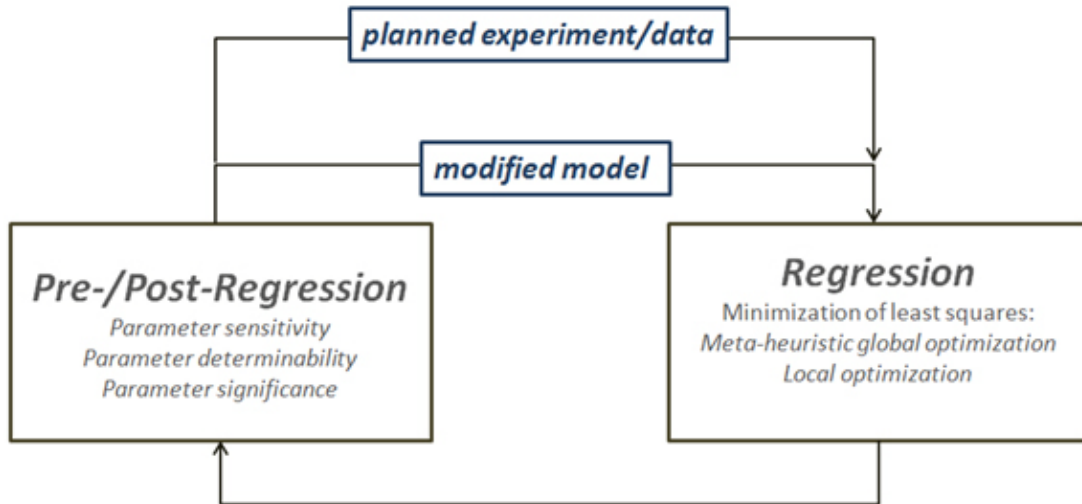 planned experiment/data
modified model
Pre-/Post-Regression
Parameter sensitivity
Parameter determinability
Parameter significance
Regression
Minimization of least squares:
Meta-heuristic global optimization
Local optimization